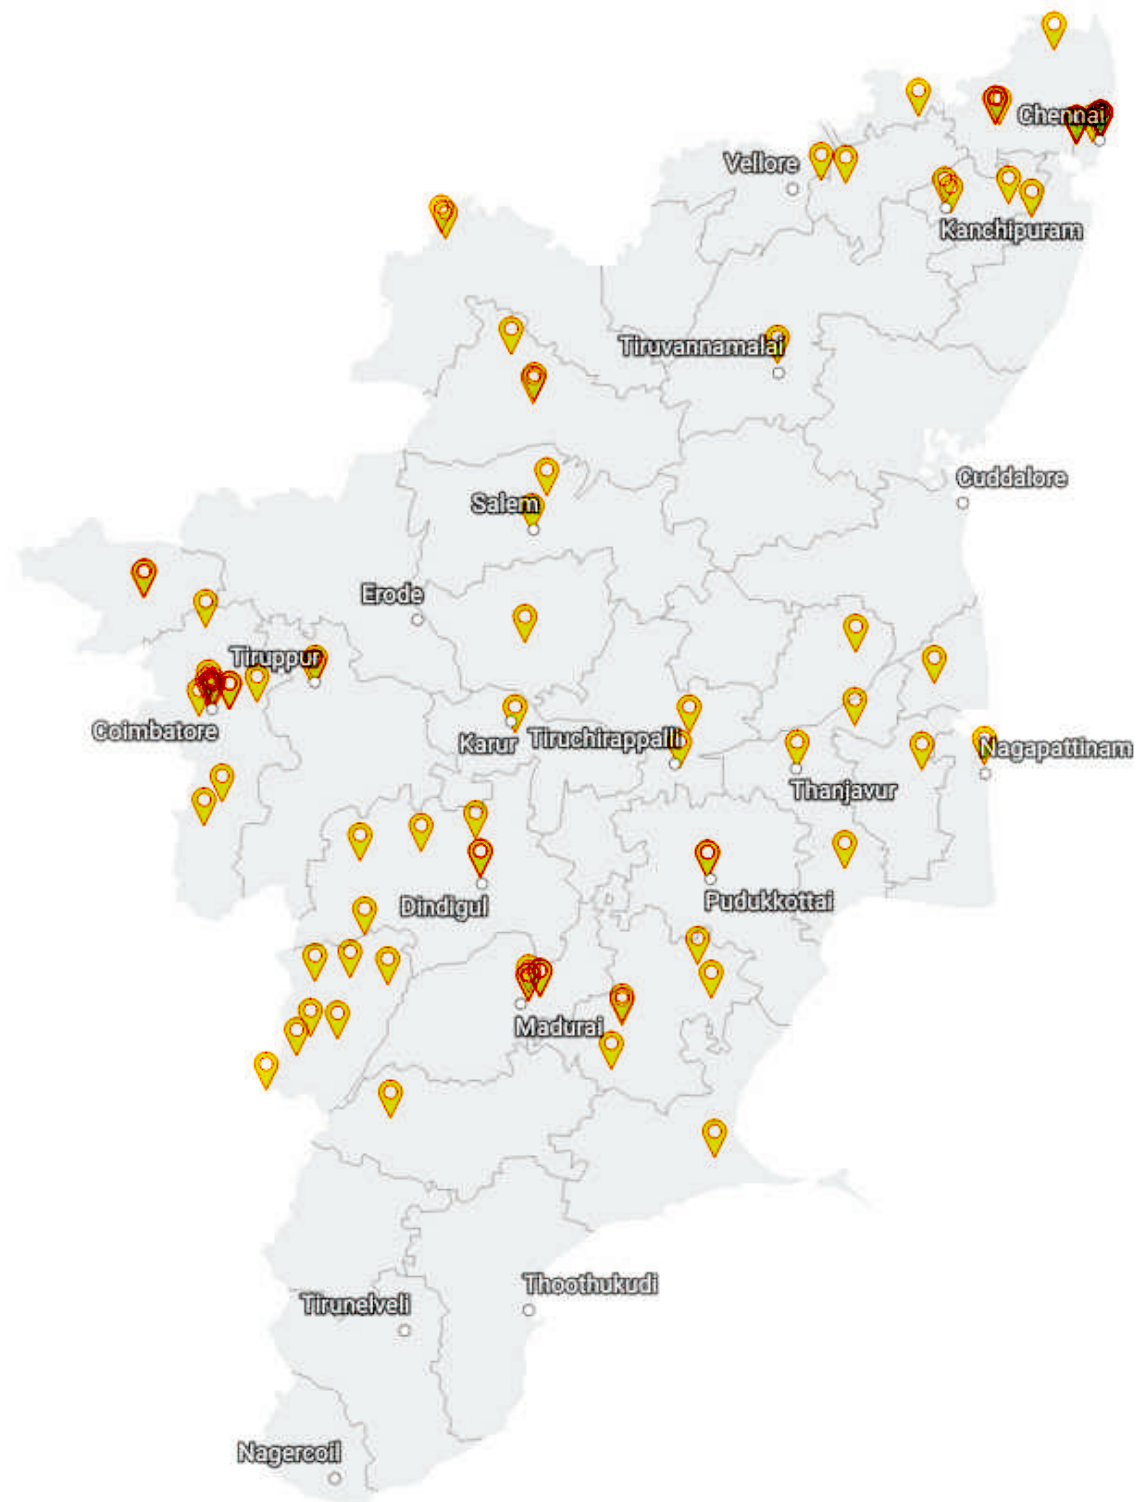 Chennai
Vellore
Kanchipuram
Tiruvannamalai
Cuddalore
Salem
Erode
Tiruppur
Coimbatore
Karur
Tiruchirappalli
Nagapattinam
Thanjavur
Dindigul
Pudukkottai
Madurai
Thoothukudi
Tirunelveli
Nagercoil